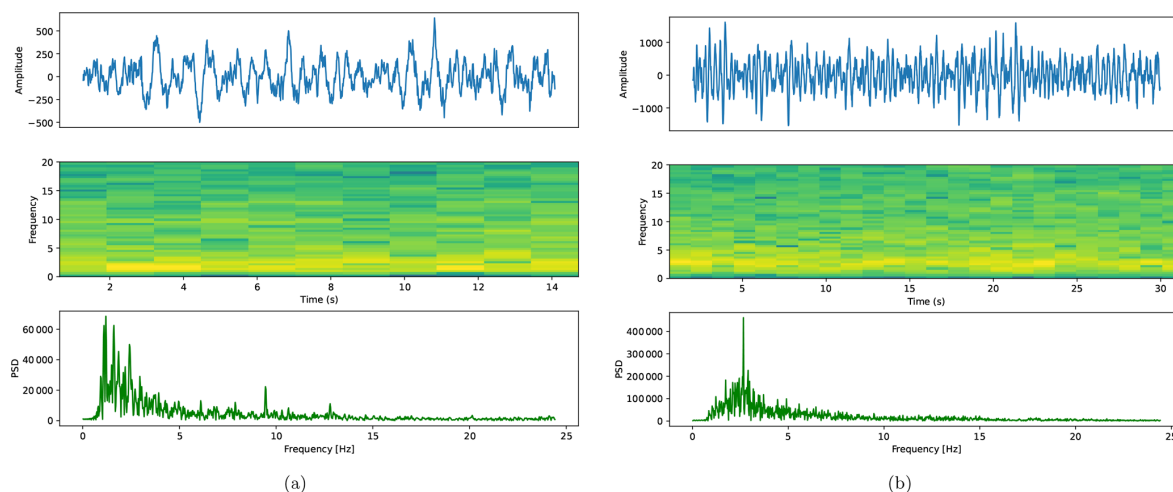 500
250
0
−250
−500
Amplitude
20
15
10
5
0
Frequency
2 4 6 8 10 12 14
Time (s)
60 000
40 000
20 000
0
PSD
0 5 10 15 20 25
Frequency [Hz]
(a)
1000
0
−1000
Amplitude
20
15
10
5
0
Frequency
5 10 15 20 25 30
Time (s)
400 000
300 000
200 000
100 000
0
PSD
0 5 10 15 20 25
Frequency [Hz]
(b)